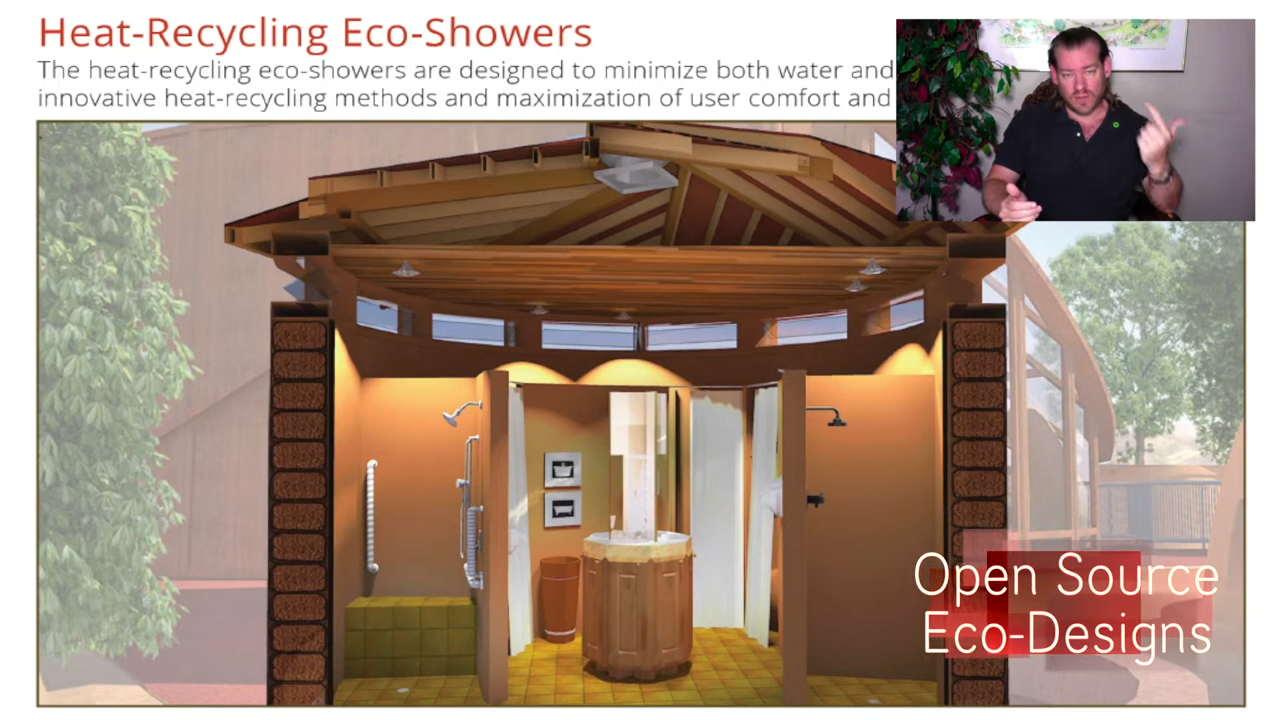 Heat-Recycling Eco-Showers
The heat-recycling eco-showers are designed to minimize both water and
innovative heat-recycling methods and maximization of user comfort and
Open Source
Eco-Designs